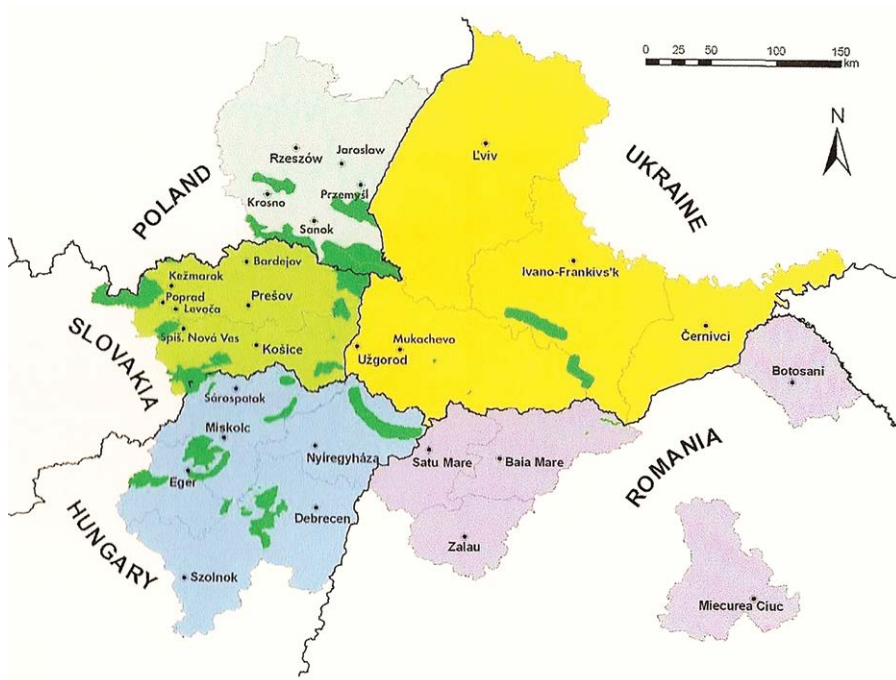 0 25 50 100 150
km
N
POLAND
UKRAINE
SLOVAKIA
HUNGARY
ROMANIA
Rzeszów
Jaroslaw
Krosno
Przemyśl
Sanok
Ľviv
Ivano-Frankivs'k
Černivci
Užgorod
Mukachevo
Bardejov
Kežmarok
Poprad
Levoča
Prešov
Spiš. Nová Ves
Košice
Sárospatak
Miskolc
Eger
Nyíregyháza
Debrecen
Szolnok
Satu Mare
Baia Mare
Zalau
Botosani
Miecurea Ciuc